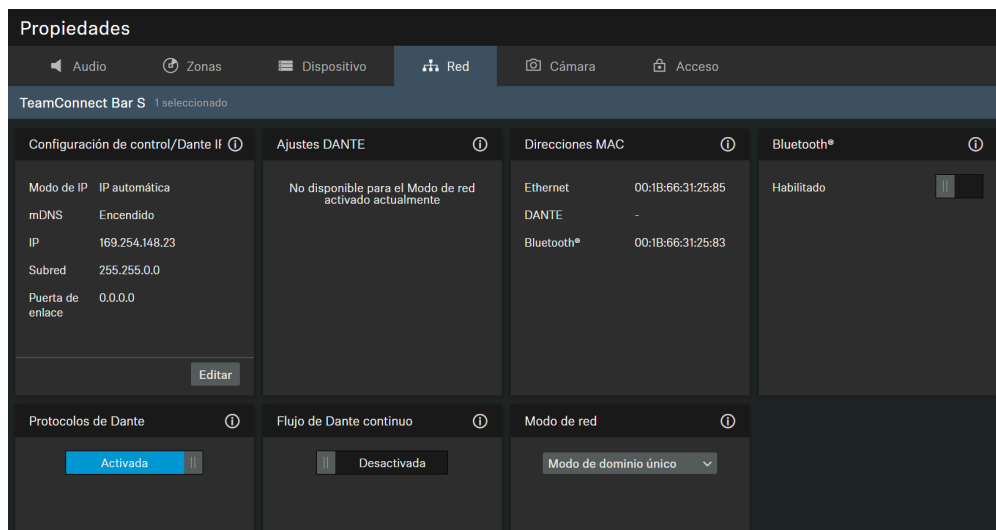 Propiedades
Audio Zonas Dispositivo Red Cámara Acceso
TeamConnect Bar S 1 seleccionado
Configuración de control/Dante IF
Modo de IP IP automática
mDNS Encendido
IP 169.254.148.23
Subred 255.255.0.0
Puerta de 0.0.0.0
enlace
Editar
Ajustes DANTE
No disponible para el Modo de red
activado actualmente
Direcciones MAC
Ethernet 00:1B:66:31:25:85
DANTE -
Bluetooth® 00:1B:66:31:25:83
Bluetooth®
Habilitado
Protocolos de Dante
Activada
Flujo de Dante continuo
Desactivada
Modo de red
Modo de dominio único